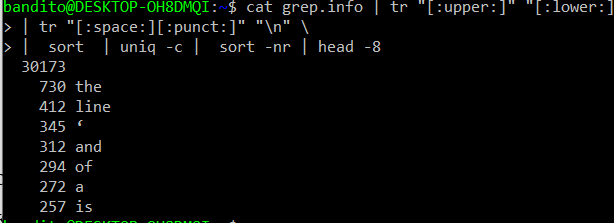 bandito@DESKTOP-OH8DMQI:~$ cat grep.info | tr "[:upper:]" "[:lower:]
> | tr "[:space:][:punct:]" "\n" \
> |  sort  | uniq -c |  sort -nr | head -8
  30173
    730 the
    412 line
    345 ‘
    312 and
    294 of
    272 a
    257 is